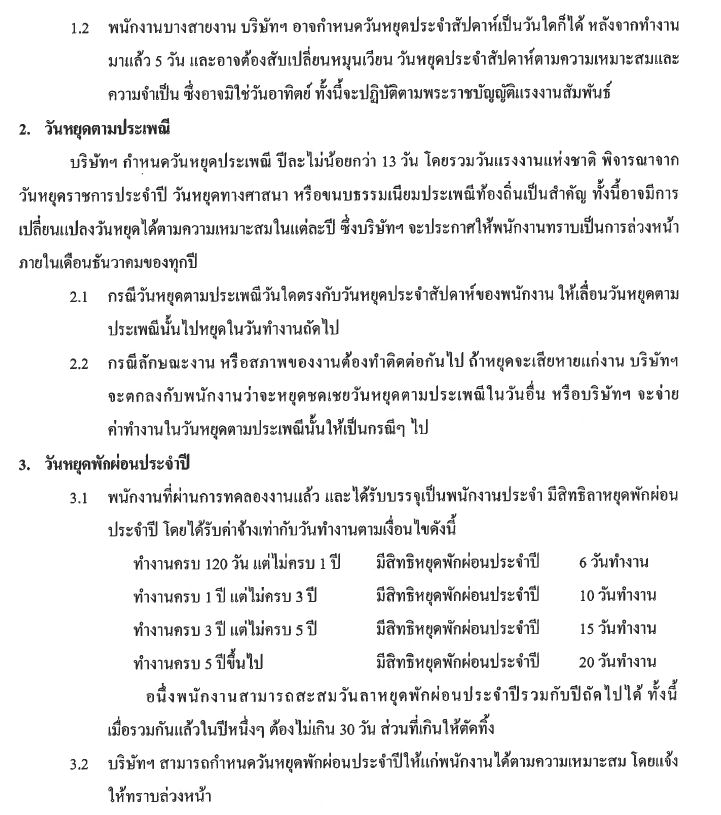 1.2 พนักงานบางสายงาน บริษัทฯ อาจกำหนดวันหยุดประจำสัปดาห์เป็นวันใดก็ได้ หลังจากทำงาน
มาแล้ว 5 วัน และอาจต้องสับเปลี่ยนหมุนเวียน วันหยุดประจำสัปดาห์ตามความเหมาะสมและ
ความจำเป็น ซึ่งอาจมิใช่วันอาทิตย์ ทั้งนี้จะปฏิบัติตามพระราชบัญญัติแรงงานสัมพันธ์
2. วันหยุดตามประเพณี
บริษัทฯ กำหนดวันหยุดประเพณี ปีละไม่น้อยกว่า 13 วัน โดยรวมวันแรงงานแห่งชาติ พิจารณาจาก
วันหยุดราชการประจำปี วันหยุดทางศาสนา หรือขนบธรรมเนียมประเพณีท้องถิ่นเป็นสำคัญ ทั้งนี้อาจมีการ
เปลี่ยนแปลงวันหยุดได้ตามความเหมาะสมในแต่ละปี ซึ่งบริษัทฯ จะประกาศให้พนักงานทราบเป็นการล่วงหน้า
ภายในเดือนธันวาคมของทุกปี
2.1 กรณีวันหยุดตามประเพณีวันใดตรงกับวันหยุดประจำสัปดาห์ของพนักงาน ให้เลื่อนวันหยุดตาม
ประเพณีนั้นไปหยุดในวันทำงานถัดไป
2.2 กรณีลักษณะงาน หรือสภาพของงานต้องทำติดต่อกันไป ถ้าหยุดจะเสียหายแก่งาน บริษัทฯ
จะตกลงกับพนักงานว่าจะหยุดชดเชยวันหยุดตามประเพณีในวันอื่น หรือบริษัทฯ จะจ่าย
ค่าทำงานในวันหยุดตามประเพณีนั้นให้เป็นกรณีๆ ไป
3. วันหยุดพักผ่อนประจำปี
3.1 พนักงานที่ผ่านการทดลองงานแล้ว และได้รับบรรจุเป็นพนักงานประจำ มีสิทธิลาหยุดพักผ่อน
ประจำปี โดยได้รับค่าจ้างเท่ากับวันทำงานตามเงื่อนไขดังนี้
ทำงานครบ 120 วัน แต่ไม่ครบ 1 ปี มีสิทธิหยุดพักผ่อนประจำปี 6 วันทำงาน
ทำงานครบ 1 ปี แต่ไม่ครบ 3 ปี มีสิทธิหยุดพักผ่อนประจำปี 10 วันทำงาน
ทำงานครบ 3 ปี แต่ไม่ครบ 5 ปี มีสิทธิหยุดพักผ่อนประจำปี 15 วันทำงาน
ทำงานครบ 5 ปีขึ้นไป มีสิทธิหยุดพักผ่อนประจำปี 20 วันทำงาน
อนึ่งพนักงานสามารถสะสมวันลาหยุดพักผ่อนประจำปีรวมกับปีถัดไปได้ ทั้งนี้
เมื่อรวมกันแล้วในปีหนึ่งๆ ต้องไม่เกิน 30 วัน ส่วนที่เกินให้ตัดทิ้ง
3.2 บริษัทฯ สามารถกำหนดวันหยุดพักผ่อนประจำปีให้แก่พนักงานได้ตามความเหมาะสม โดยแจ้ง
ให้ทราบล่วงหน้า